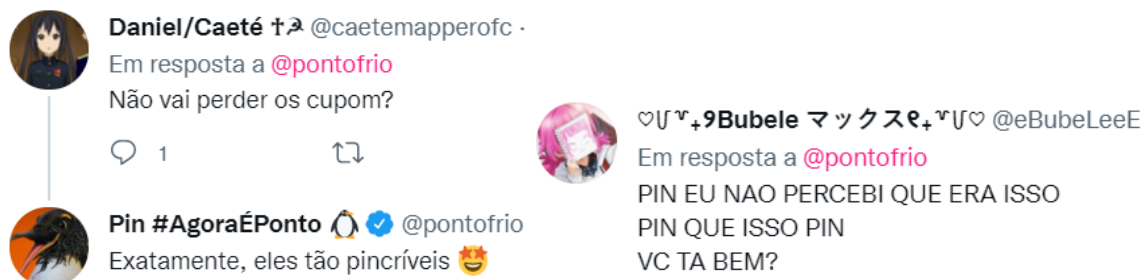 Daniel/Caeté ✝☭ @caetemapperofc ·
Em resposta a @pontofrio
Não vai perder os cupom?
1
Pin #AgoraÉPonto 🐧 @pontofrio
Exatamente, eles tão pincríveis 🤩
♡ᥫ᭡₊9Bubele マックス၉₊♡ @eBubeLeeE
Em resposta a @pontofrio
PIN EU NAO PERCEBI QUE ERA ISSO
PIN QUE ISSO PIN
VC TA BEM?